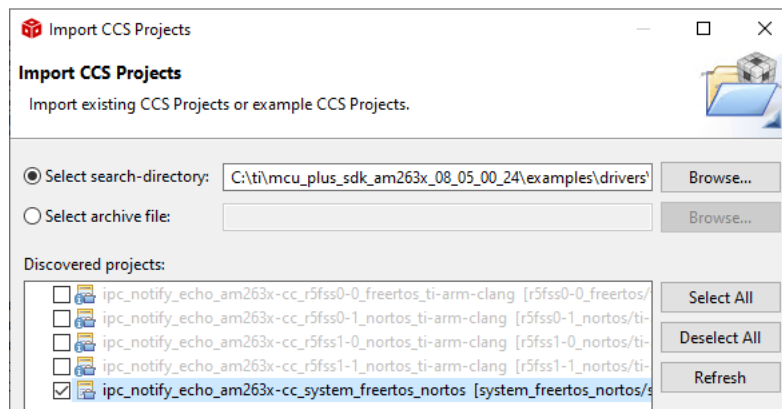 Import CCS Projects
Import CCS Projects
Import existing CCS Projects or example CCS Projects.
Select search-directory: C:\ti\mcu_plus_sdk_am263x_08_05_00_24\examples\drivers\ Browse...
Select archive file: Browse...
Discovered projects:
ipc_notify_echo_am263x-cc_r5fss0-0_freertos_ti-arm-clang [r5fss0-0_freertos/
ipc_notify_echo_am263x-cc_r5fss0-1_nortos_ti-arm-clang [r5fss0-1_nortos/ti-
ipc_notify_echo_am263x-cc_r5fss1-0_nortos_ti-arm-clang [r5fss1-0_nortos/ti-
ipc_notify_echo_am263x-cc_r5fss1-1_nortos_ti-arm-clang [r5fss1-1_nortos/ti-
ipc_notify_echo_am263x-cc_system_freertos_nortos [system_freertos_nortos/s
Select All
Deselect All
Refresh